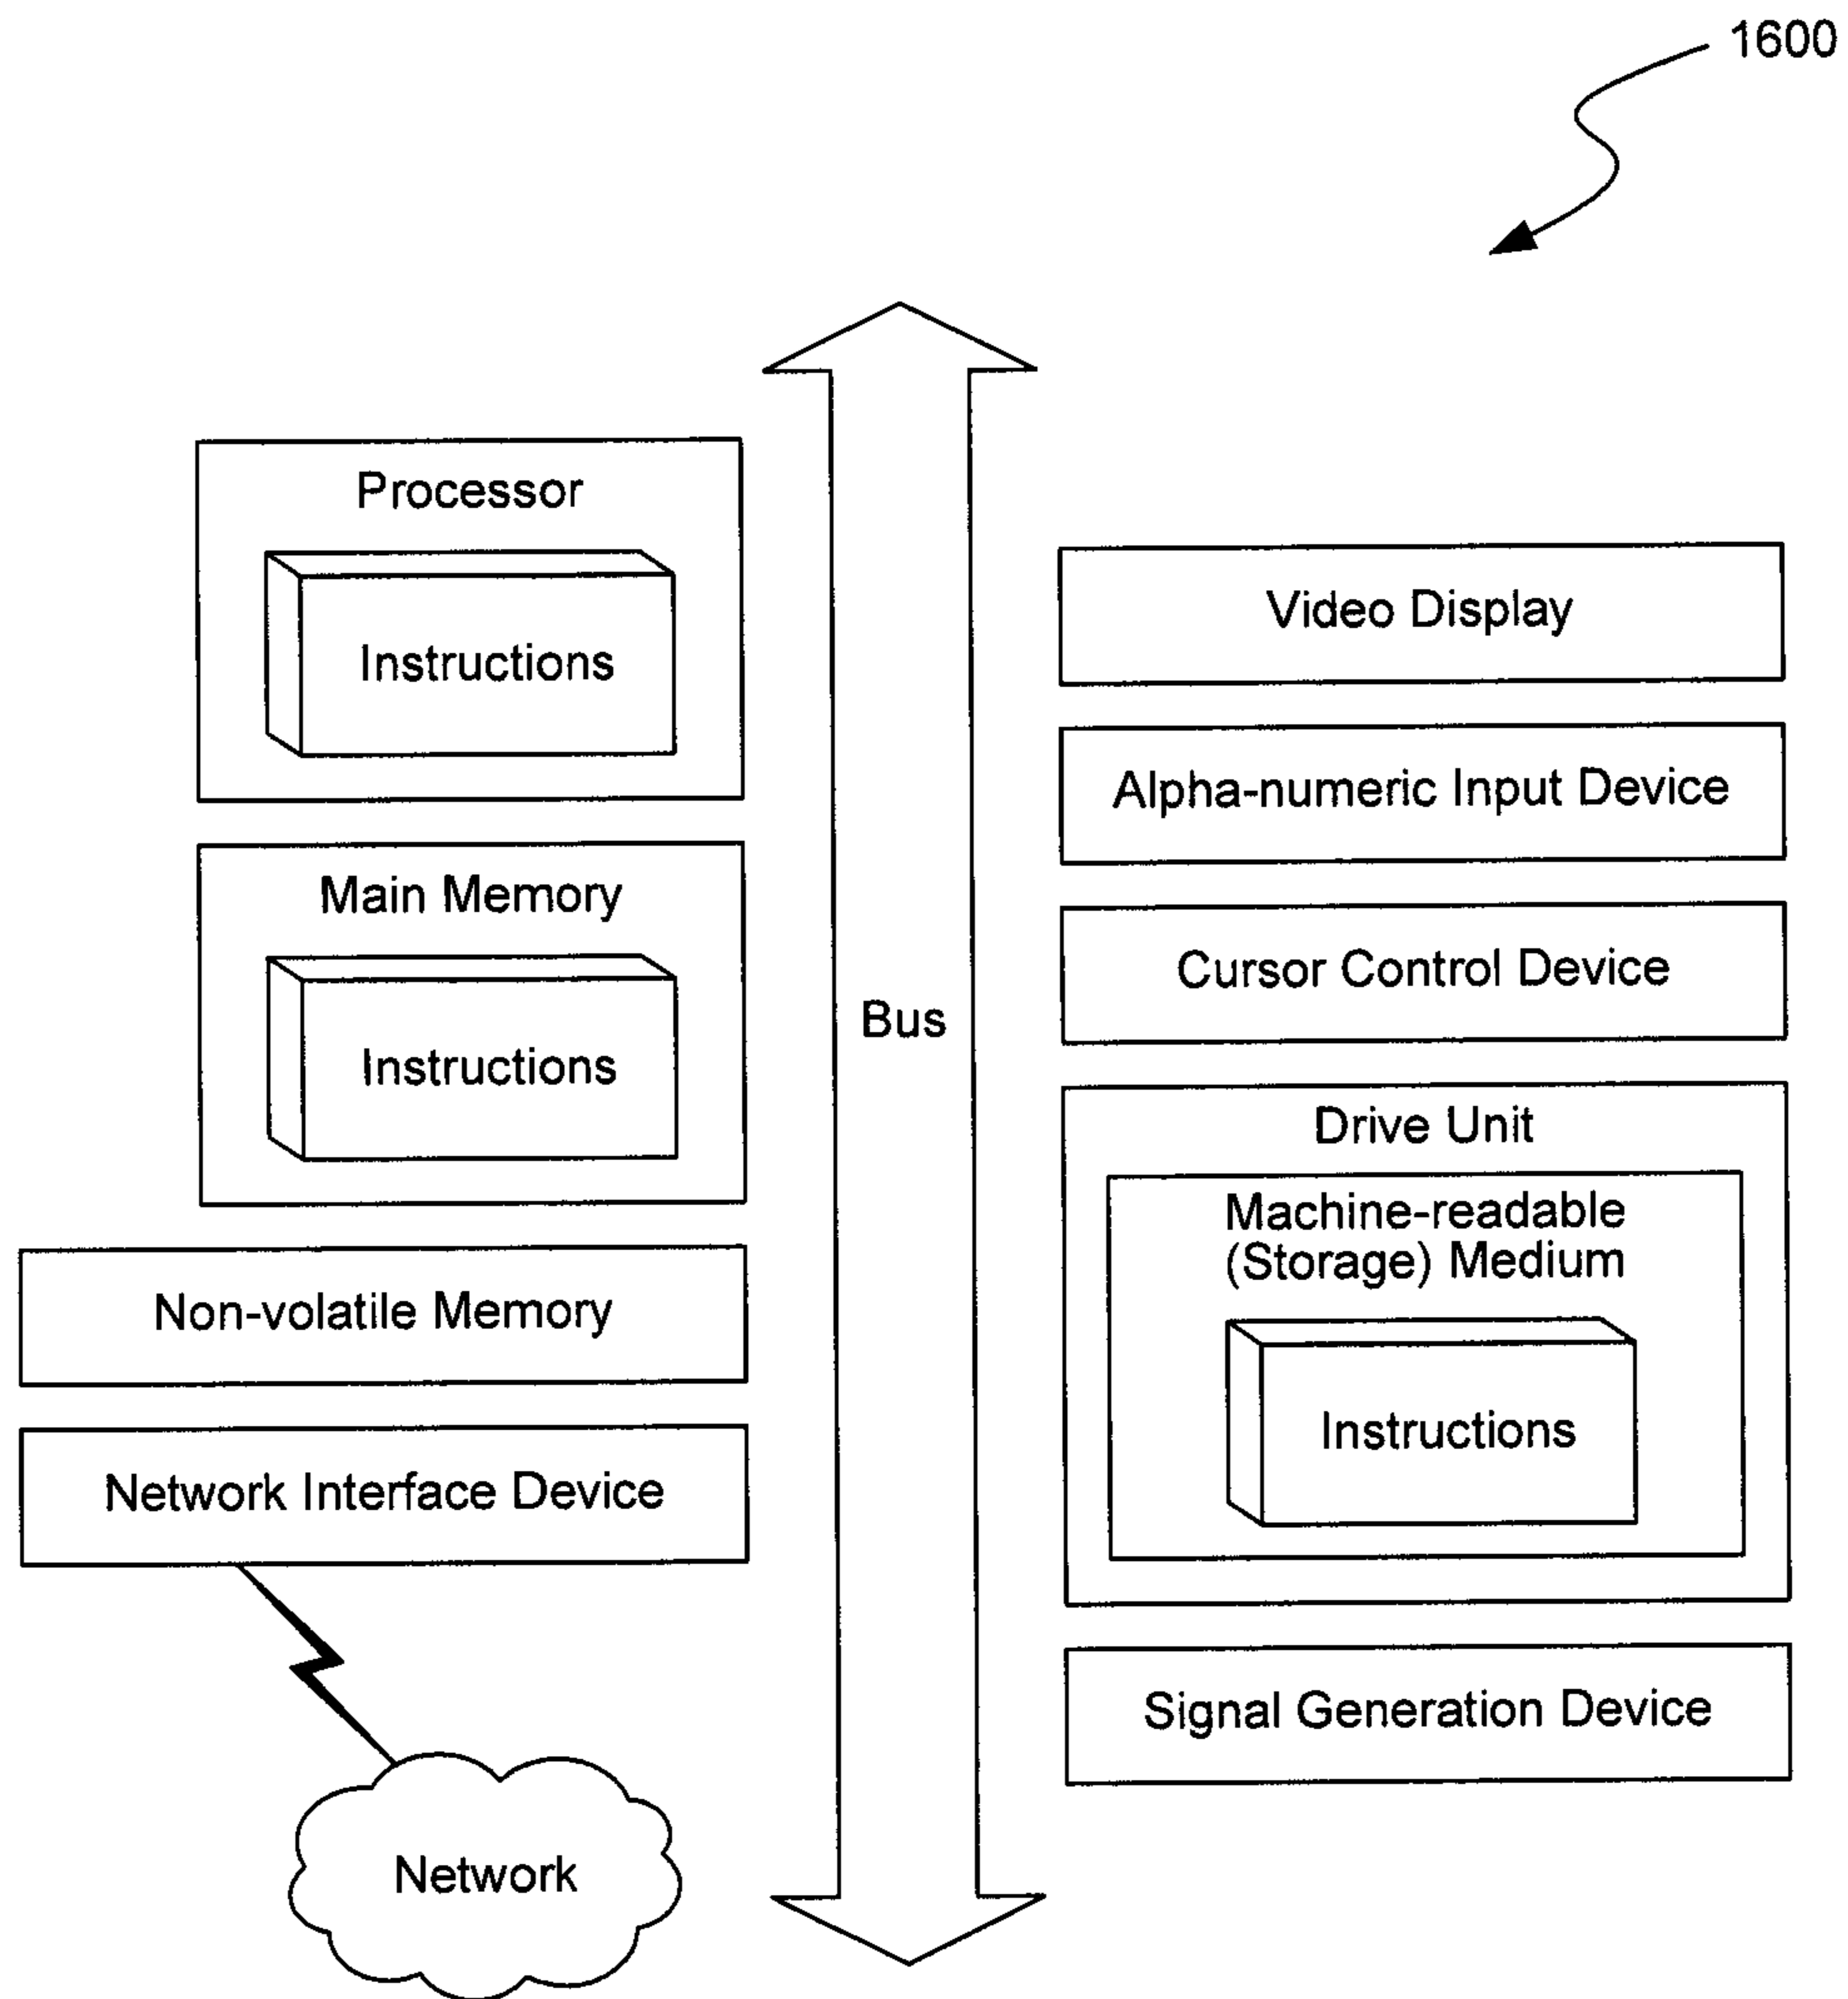 1600
Processor
Instructions
Main Memory
Instructions
Non-volatile Memory
Network Interface Device
Network
Bus
Video Display
Alpha-numeric Input Device
Cursor Control Device
Drive Unit
Machine-readable
(Storage) Medium
Instructions
Signal Generation Device